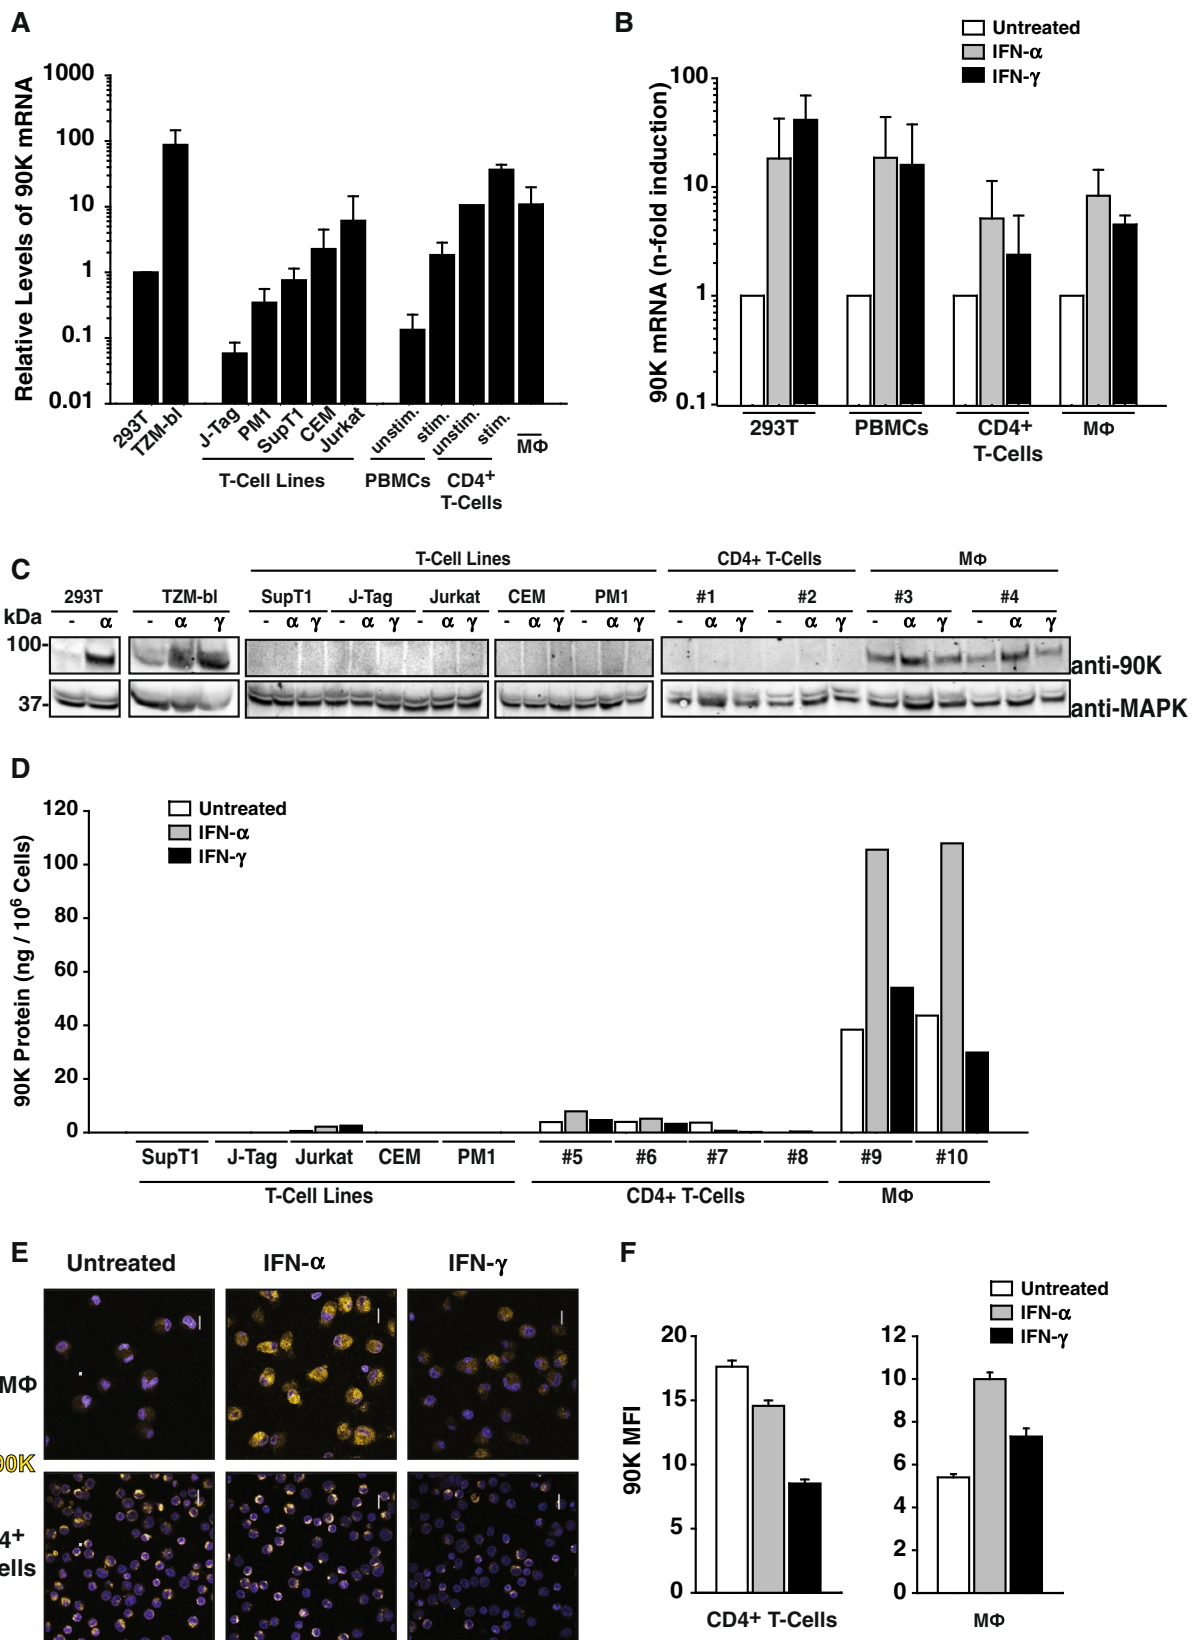 A
Relative Levels of 90K mRNA
1000
100
10
1
0.1
0.01
293T
TZM-bl
J-Tag
PM1
SupT1
CEM
Jurkat
unstim.
stim.
unstim.
stim.
MΦ
T-Cell Lines
PBMCs
CD4+
T-Cells
B
Untreated
IFN-α
IFN-γ
90K mRNA (n-fold induction)
100
10
1
0.1
293T
PBMCs
CD4+
T-Cells
MΦ
C
T-Cell Lines
CD4+ T-Cells
MΦ
293T
TZM-bl
SupT1
J-Tag
Jurkat
CEM
PM1
#1
#2
#3
#4
kDa
- α
- α γ
- α γ
- α γ
- α γ
- α γ
- α γ
- α γ
- α γ
- α γ
- α γ
100-
anti-90K
37-
anti-MAPK
D
Untreated
IFN-α
IFN-γ
90K Protein (ng / 10⁶ Cells)
120
100
80
60
40
20
0
SupT1
J-Tag
Jurkat
CEM
PM1
#5
#6
#7
#8
#9
#10
T-Cell Lines
CD4+ T-Cells
MΦ
E
Untreated
IFN-α
IFN-γ
MΦ
90K
4+
ells
F
Untreated
IFN-α
IFN-γ
90K MFI
20
15
10
5
0
CD4+ T-Cells
12
10
8
6
4
2
0
MΦ